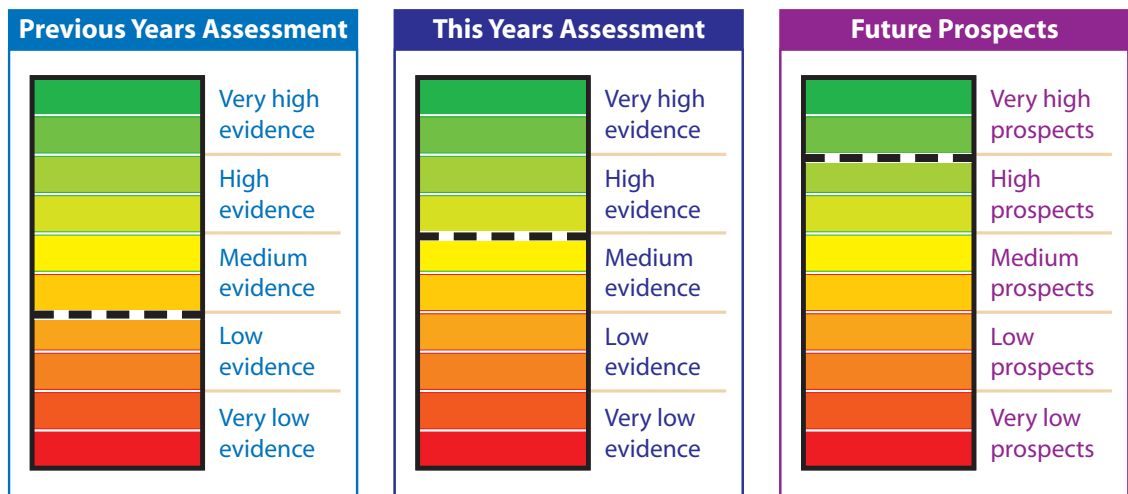 Previous Years Assessment
Very high
evidence
High
evidence
Medium
evidence
Low
evidence
Very low
evidence
This Years Assessment
Very high
evidence
High
evidence
Medium
evidence
Low
evidence
Very low
evidence
Future Prospects
Very high
prospects
High
prospects
Medium
prospects
Low
prospects
Very low
prospects